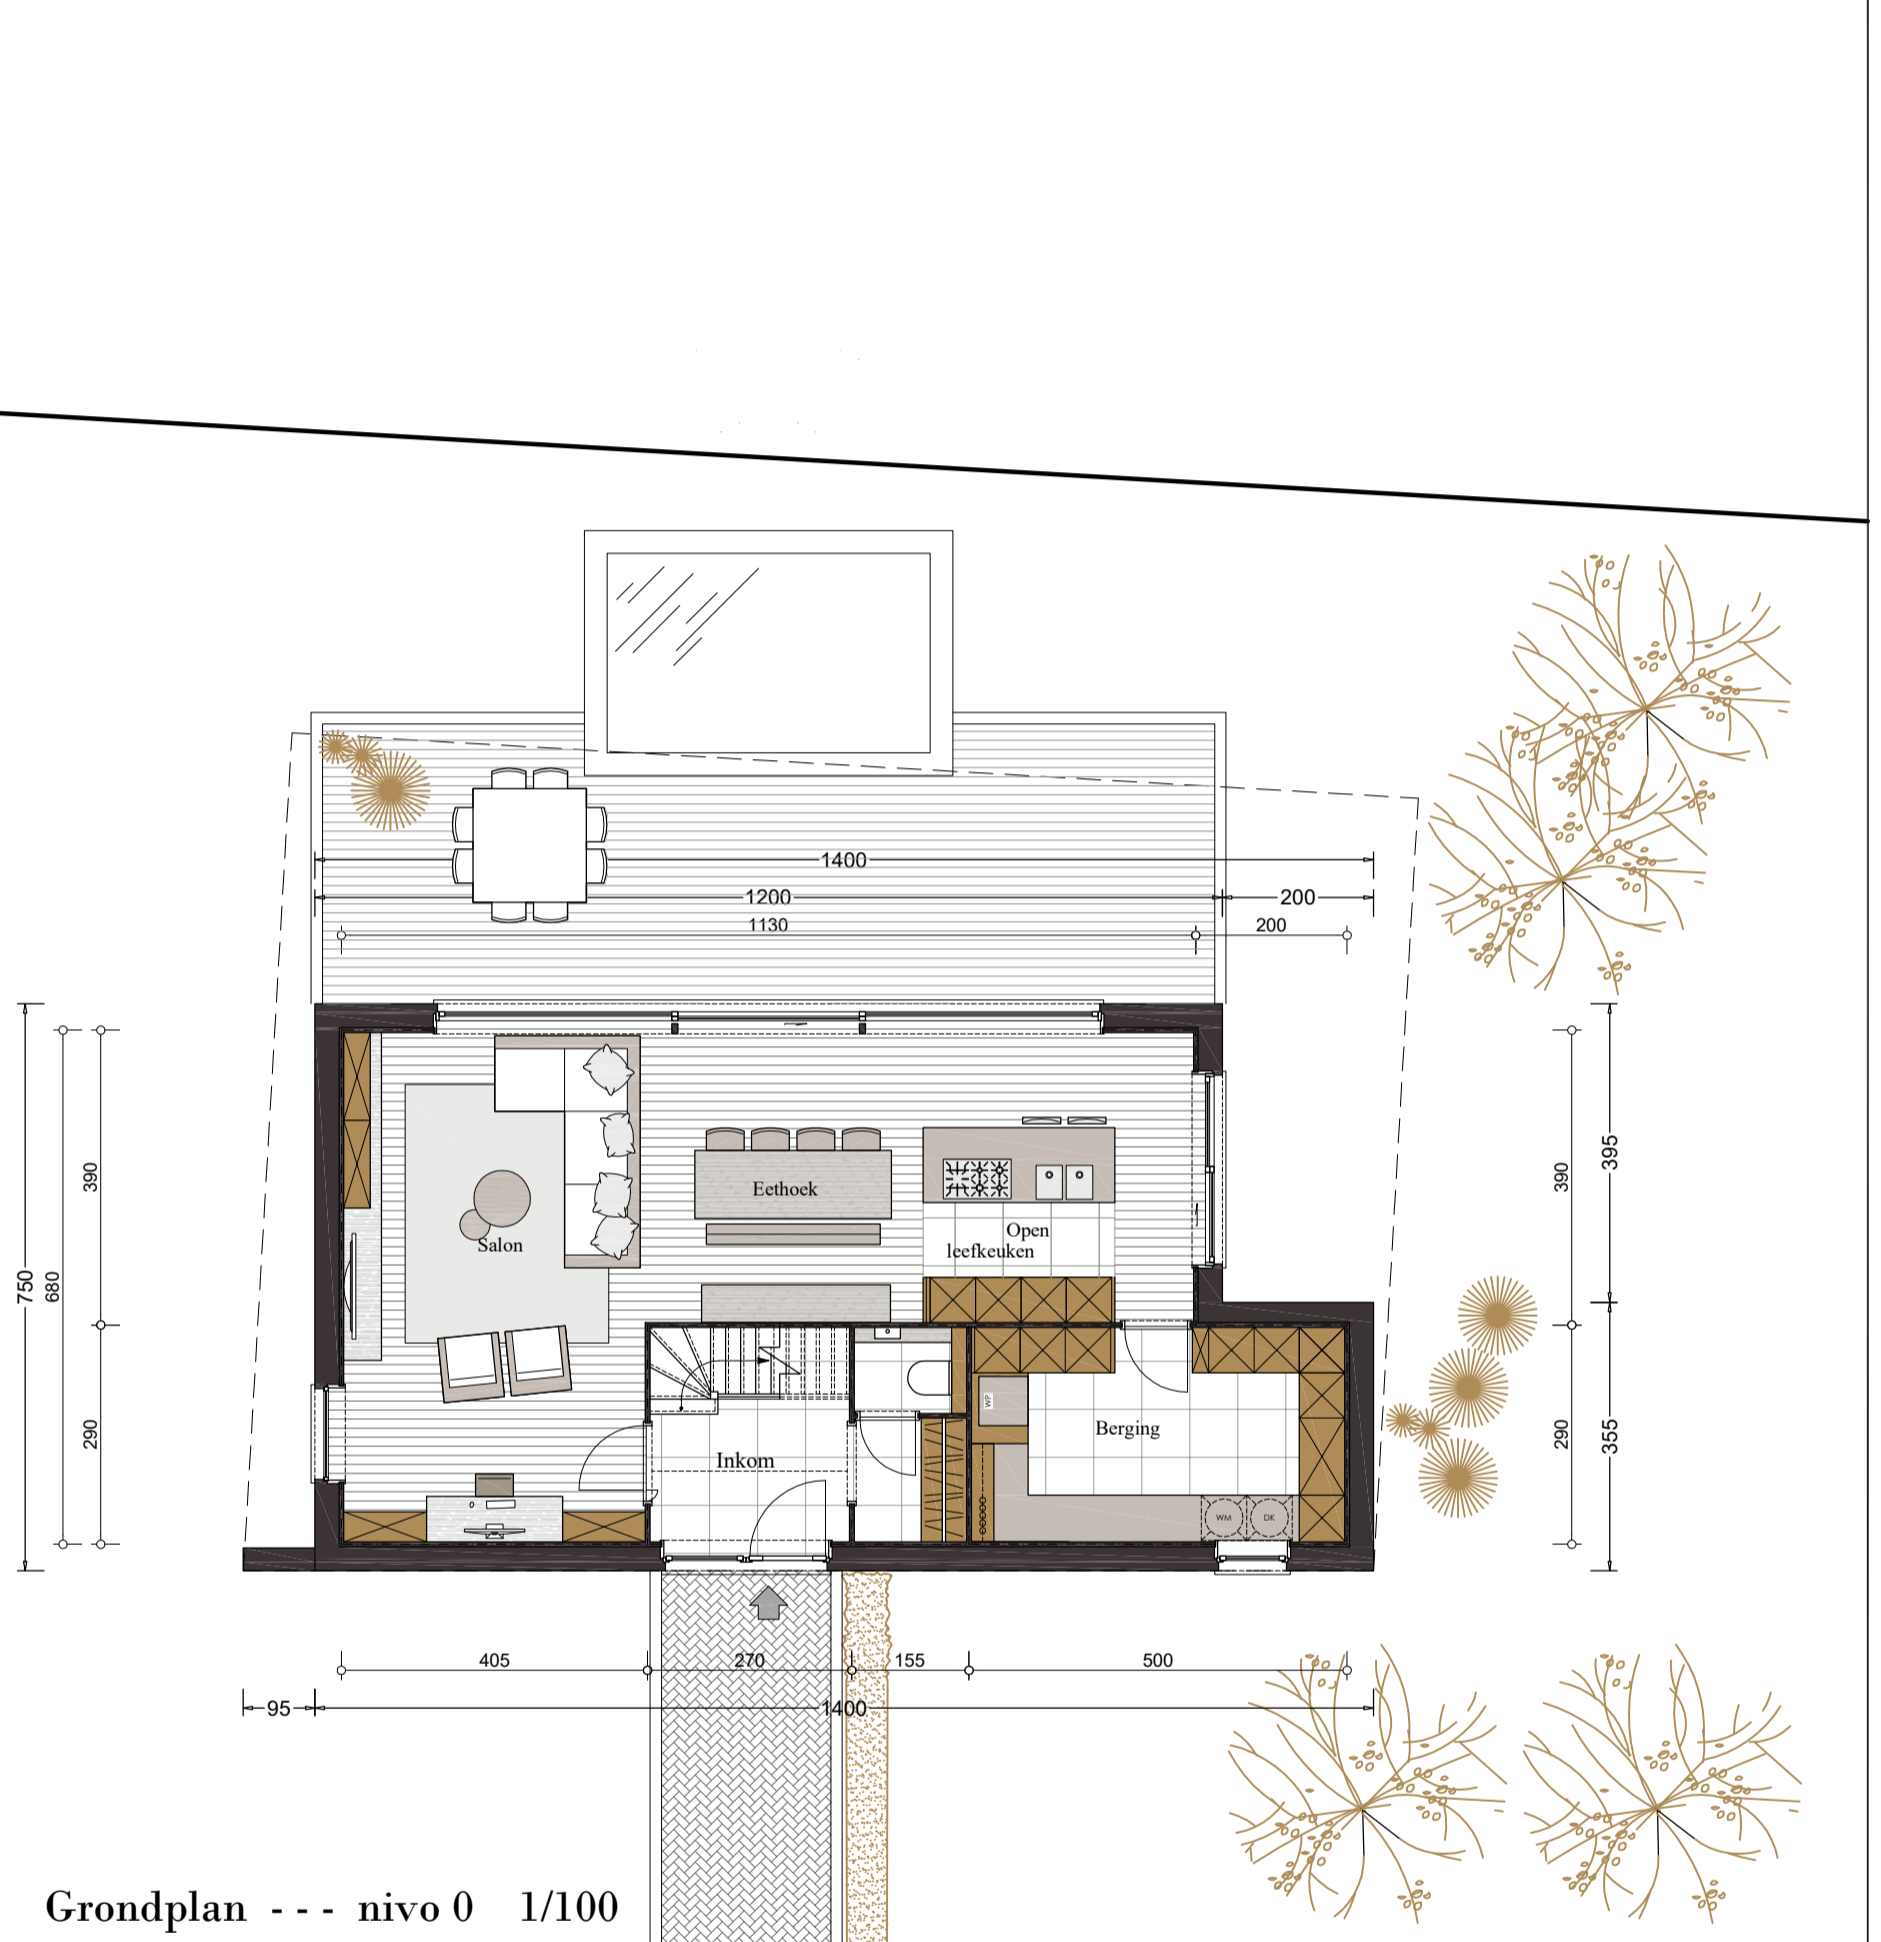 1400
1200
200
1130
200
750
680
390
290
390
290
395
355
Eethoek
Open
leefkeuken
Salon
WP
Berging
Inkom
WM
DK
405
270
155
500
95
1400
Grondplan --- nivo 0 1/100